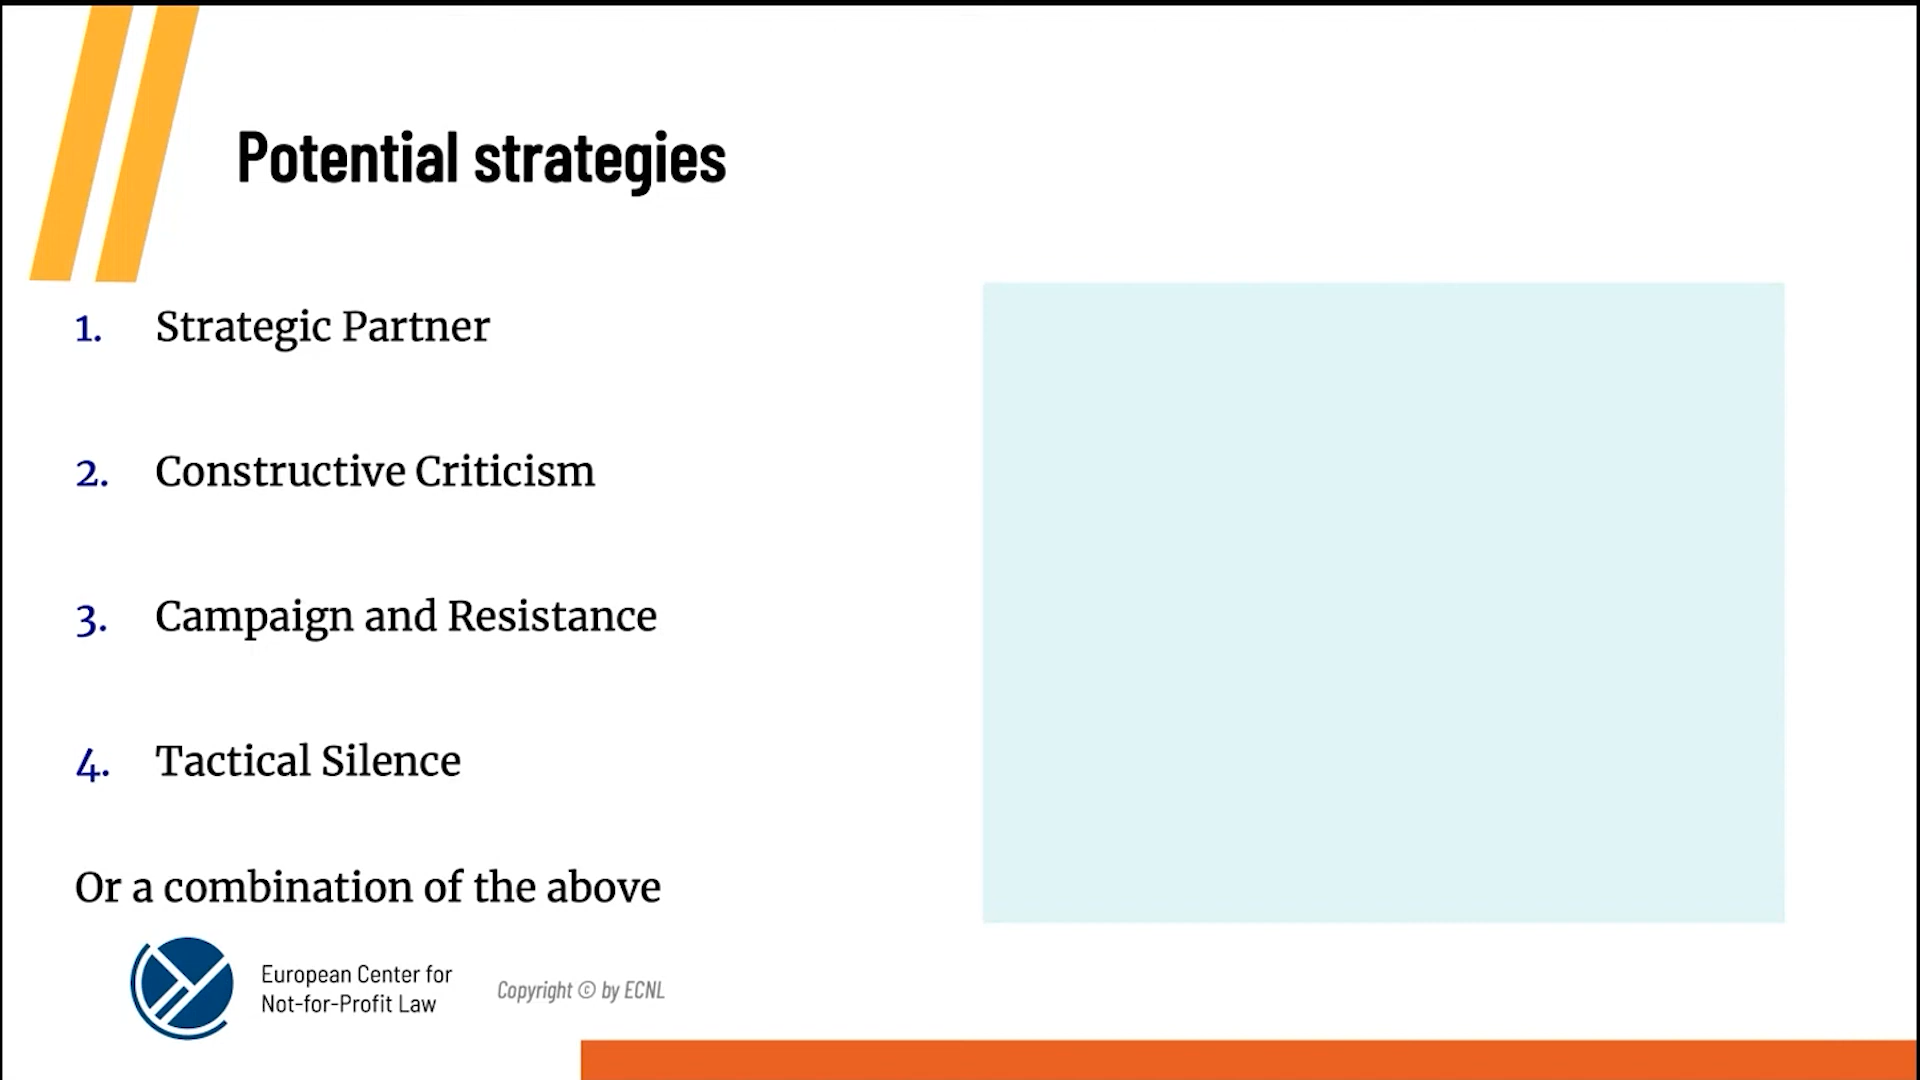 Potential strategies
1. Strategic Partner
2. Constructive Criticism
3. Campaign and Resistance
4. Tactical Silence
Or a combination of the above
European Center for
Not-for-Profit Law
Copyright © by ECNL